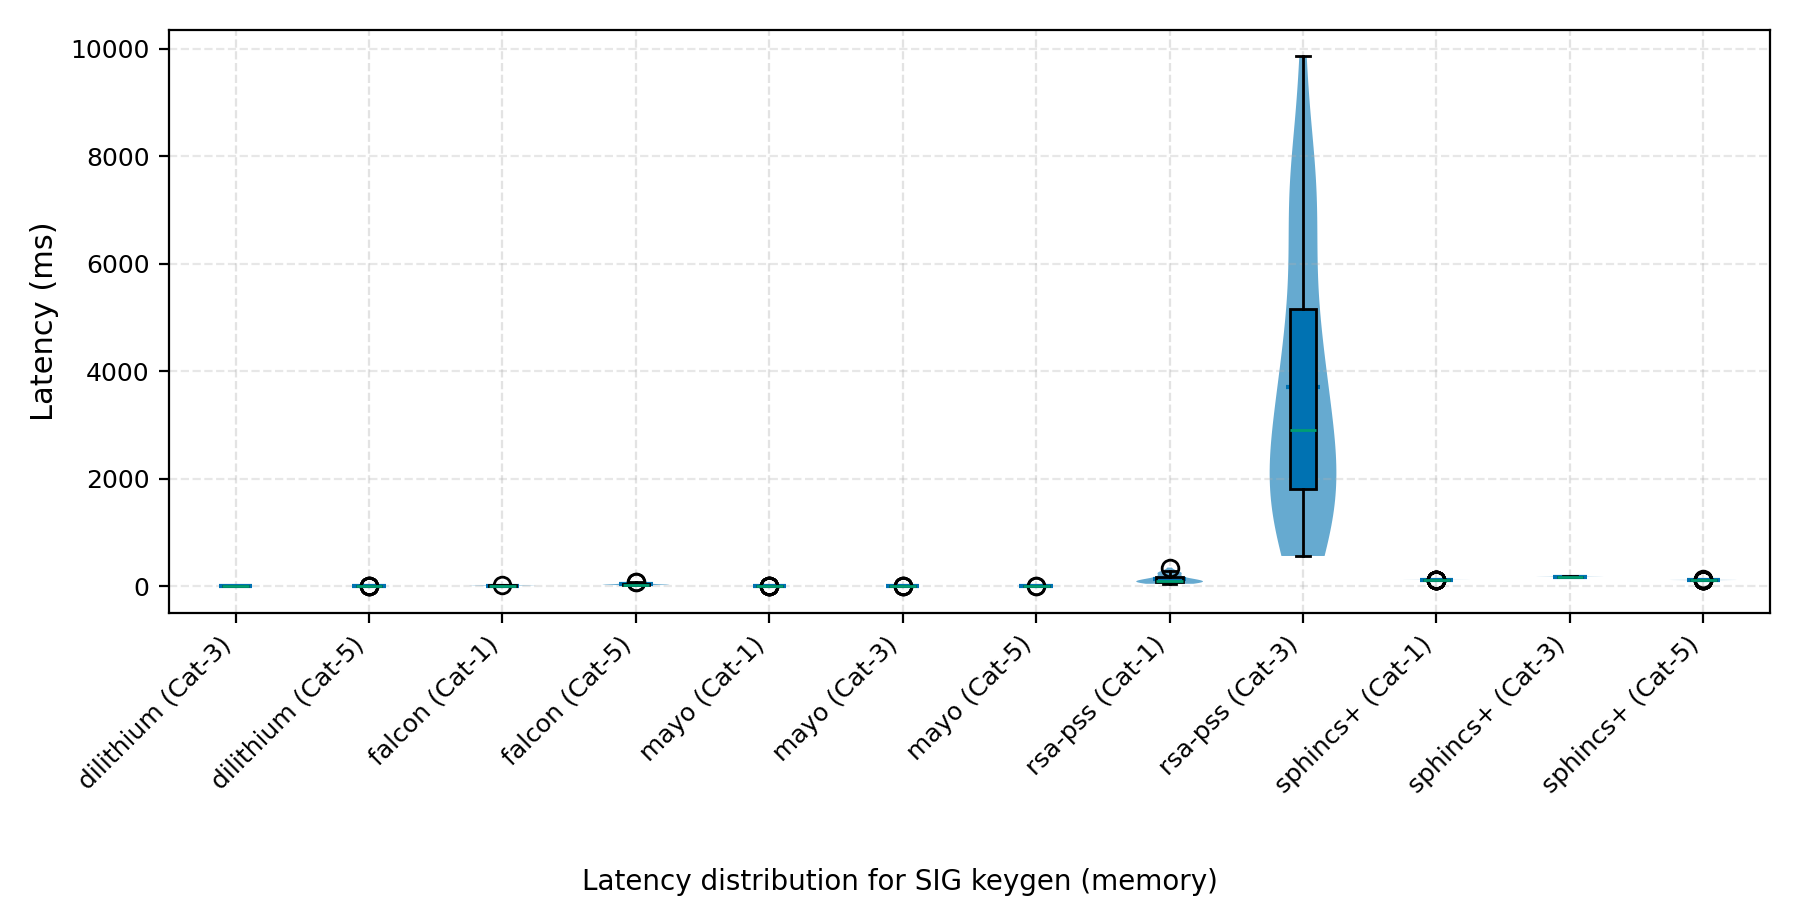 10000
8000
6000
4000
2000
0
Latency (ms)
dilithium (Cat-3)
dilithium (Cat-5)
falcon (Cat-1)
falcon (Cat-5)
mayo (Cat-1)
mayo (Cat-3)
mayo (Cat-5)
rsa-pss (Cat-1)
rsa-pss (Cat-3)
sphincs+ (Cat-1)
sphincs+ (Cat-3)
sphincs+ (Cat-5)
Latency distribution for SIG keygen (memory)